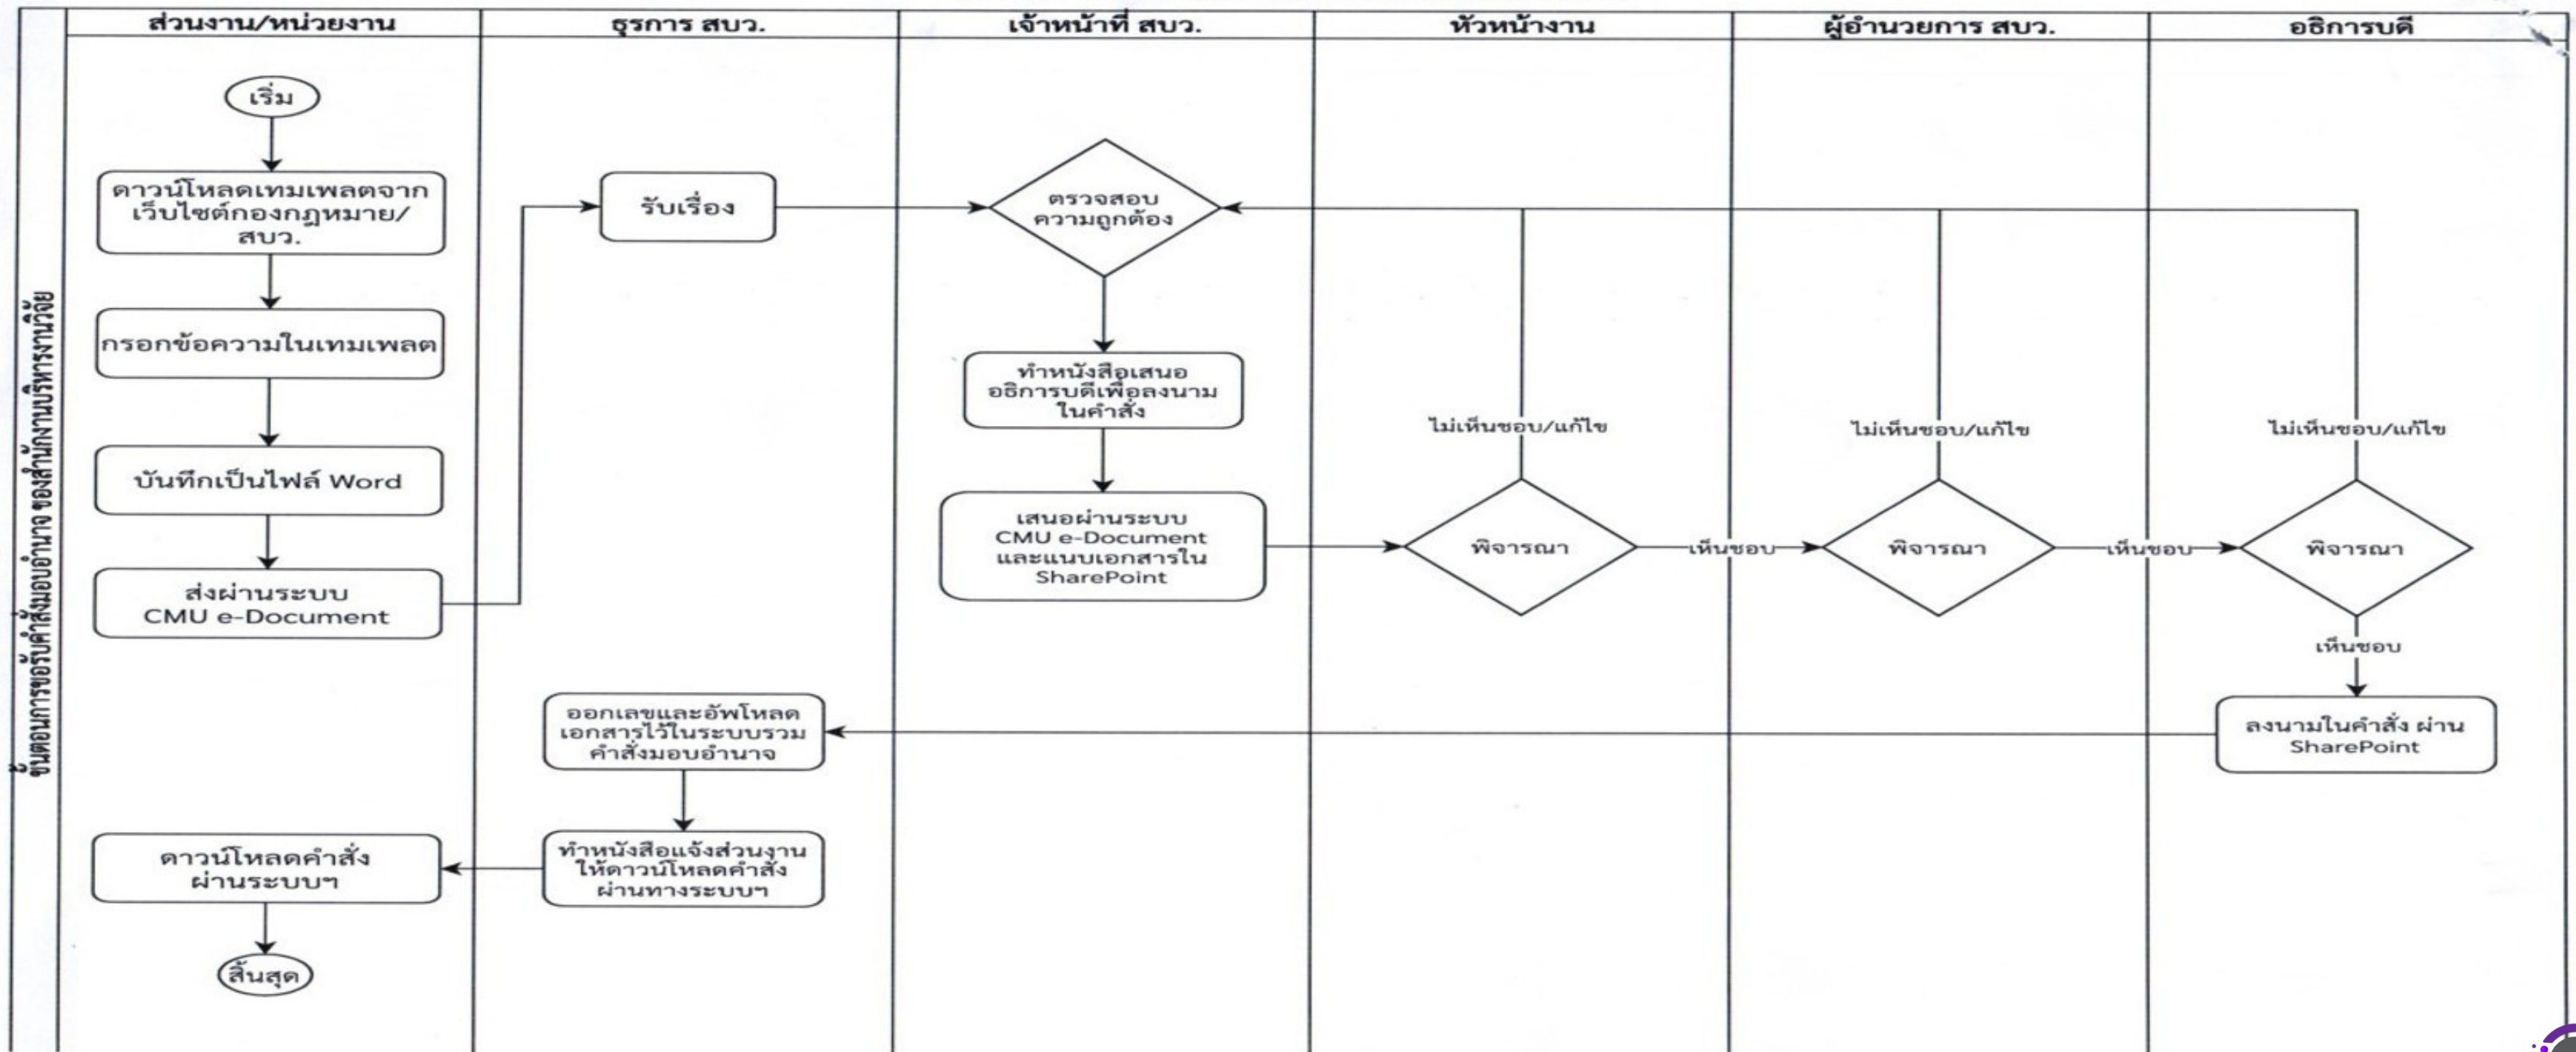 ส่วนงาน/หน่วยงาน
ธุรการ สบว.
เจ้าหน้าที่ สบว.
หัวหน้างาน
ผู้อำนวยการ สบว.
อธิการบดี
ขั้นตอนการขอรับคำสั่งมอบอำนาจ ของสำนักงานบริหารงานวิจัย
เริ่ม
ดาวน์โหลดเทมเพลตจาก
เว็บไซต์กองกฎหมาย/
สบว.
กรอกข้อความในเทมเพลต
บันทึกเป็นไฟล์ Word
ส่งผ่านระบบ
CMU e-Document
รับเรื่อง
ตรวจสอบ
ความถูกต้อง
ทำหนังสือเสนอ
อธิการบดีเพื่อลงนาม
ในคำสั่ง
เสนอผ่านระบบ
CMU e-Document
และแนบเอกสารใน
SharePoint
ไม่เห็นชอบ/แก้ไข
พิจารณา
เห็นชอบ
ไม่เห็นชอบ/แก้ไข
พิจารณา
เห็นชอบ
ไม่เห็นชอบ/แก้ไข
พิจารณา
เห็นชอบ
ลงนามในคำสั่ง ผ่าน
SharePoint
ออกเลขและอัพโหลด
เอกสารไว้ในระบบรวม
คำสั่งมอบอำนาจ
ทำหนังสือแจ้งส่วนงาน
ให้ดาวน์โหลดคำสั่ง
ผ่านทางระบบฯ
ดาวน์โหลดคำสั่ง
ผ่านระบบฯ
สิ้นสุด